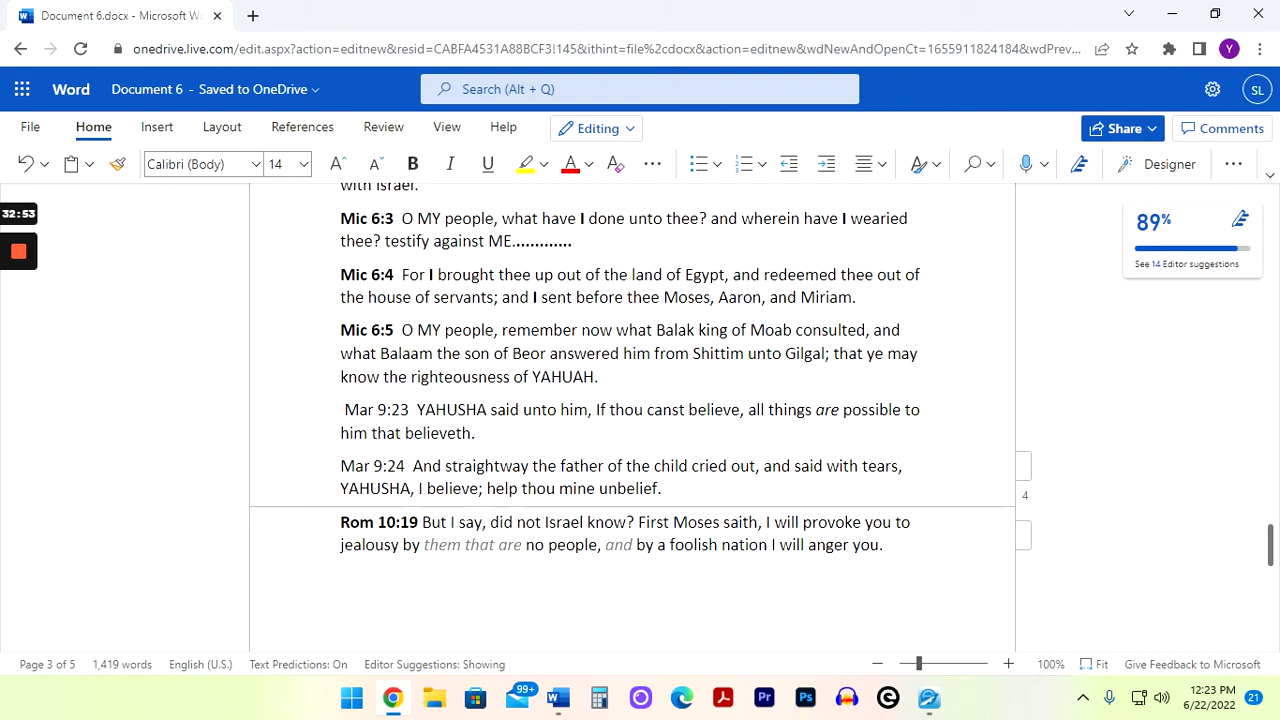 Document 6.docx - Microsoft W
onedrive.live.com/edit.aspx?action=editnew&resid=CABFA4531A88BCF3!145&ithint=file%2cdocx&action=editnew&wdNewAndOpenCt=1655911824184&wdPrev...
Y
Word Document 6 - Saved to OneDrive Search (Alt + Q) SL
File Home Insert Layout References Review View Help Editing Share Comments
Calibri (Body) 14 A A B I U A A ... Designer ...
with Israel.
32:53
89%
Mic 6:3 O MY people, what have I done unto thee? and wherein have I wearied
thee? testify against ME.............
See 14 Editor suggestions
Mic 6:4 For I brought thee up out of the land of Egypt, and redeemed thee out of
the house of servants; and I sent before thee Moses, Aaron, and Miriam.
Mic 6:5 O MY people, remember now what Balak king of Moab consulted, and
what Balaam the son of Beor answered him from Shittim unto Gilgal; that ye may
know the righteousness of YAHUAH.
Mar 9:23 YAHUSHA said unto him, If thou canst believe, all things are possible to
him that believeth.
Mar 9:24 And straightway the father of the child cried out, and said with tears,
YAHUSHA, I believe; help thou mine unbelief.
4
Rom 10:19 But I say, did not Israel know? First Moses saith, I will provoke you to
jealousy by them that are no people, and by a foolish nation I will anger you.
Page 3 of 5 1,419 words English (U.S.) Text Predictions: On Editor Suggestions: Showing 100% Fit Give Feedback to Microsoft
99+ W Pr Ps 12:23 PM
6/22/2022 21